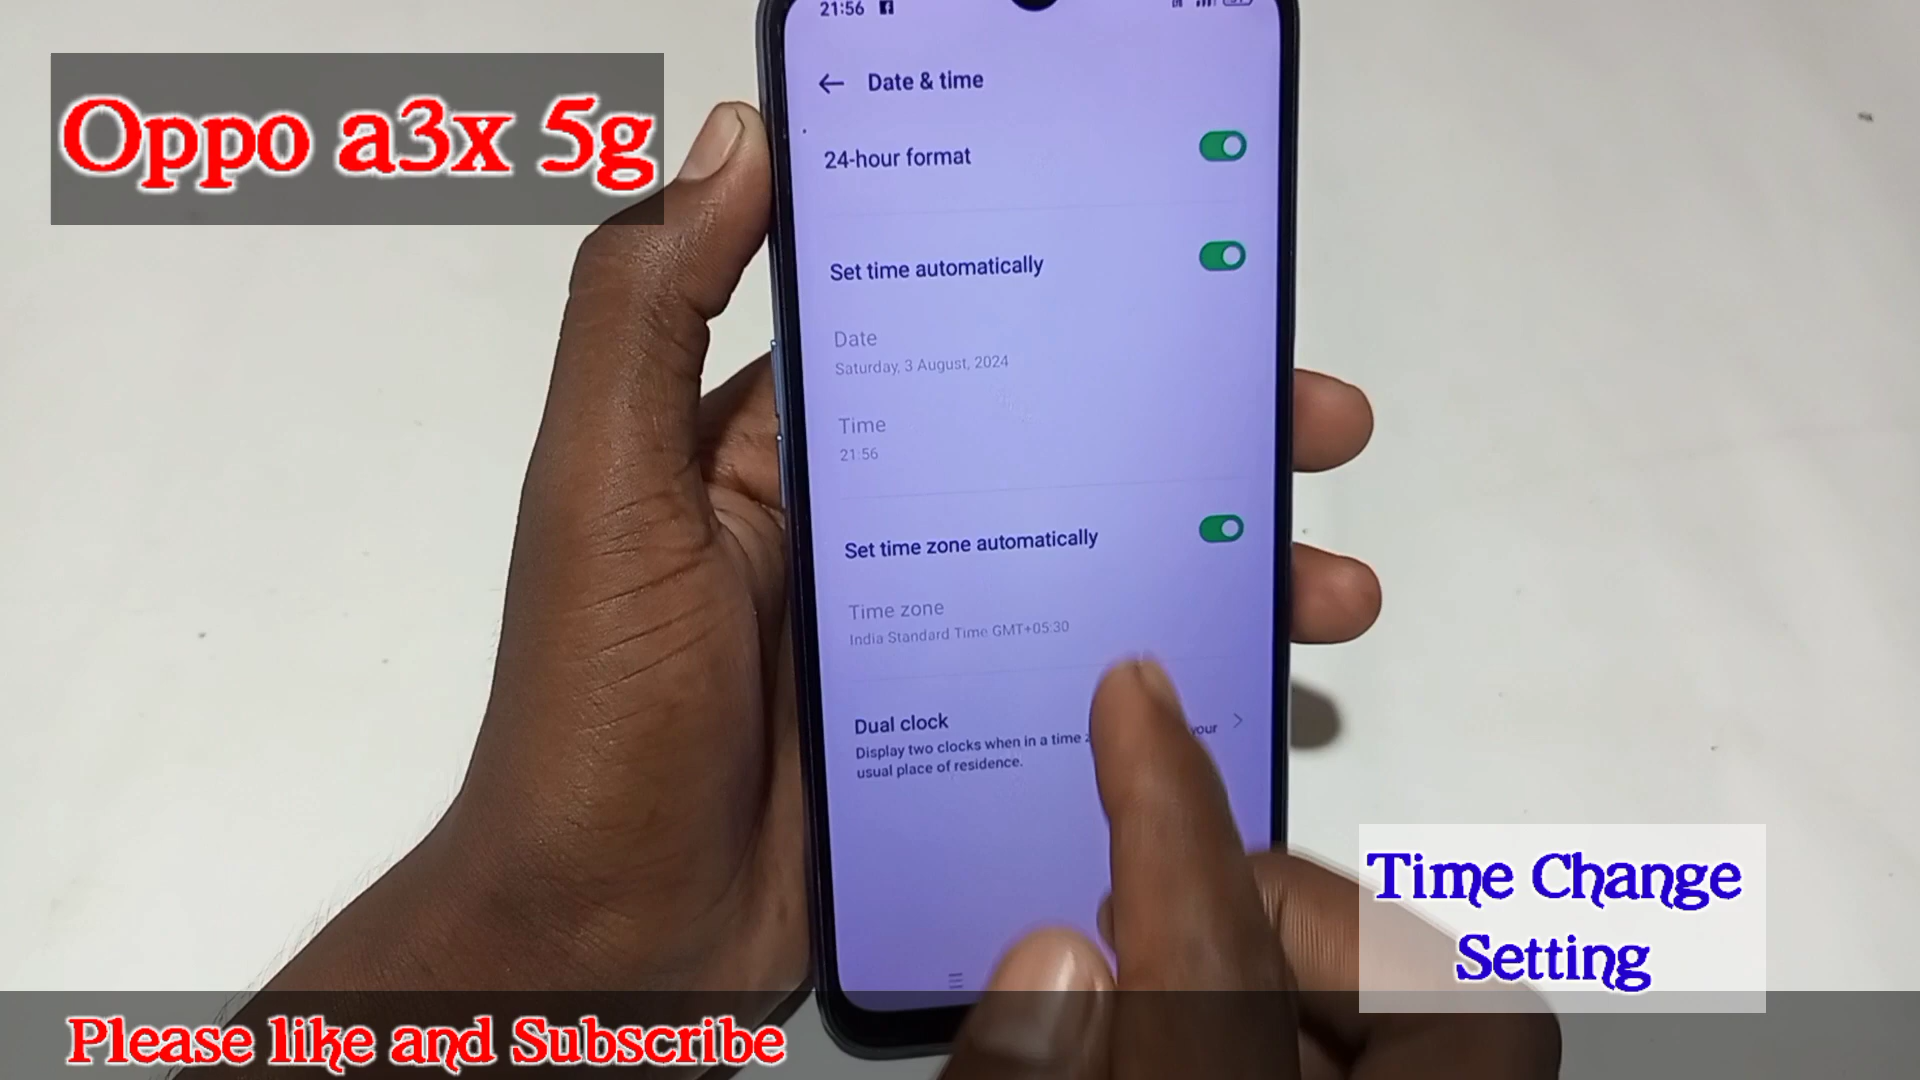 21:56
Oppo a3x 5g
Date & time
24-hour format
Set time automatically
Date
Saturday, 3 August, 2024
Time
21:56
Set time zone automatically
Time zone
India Standard Time GMT+05:30
Dual clock
Display two clocks when in a time your
usual place of residence.
Time Change
Setting
Please like and Subscribe